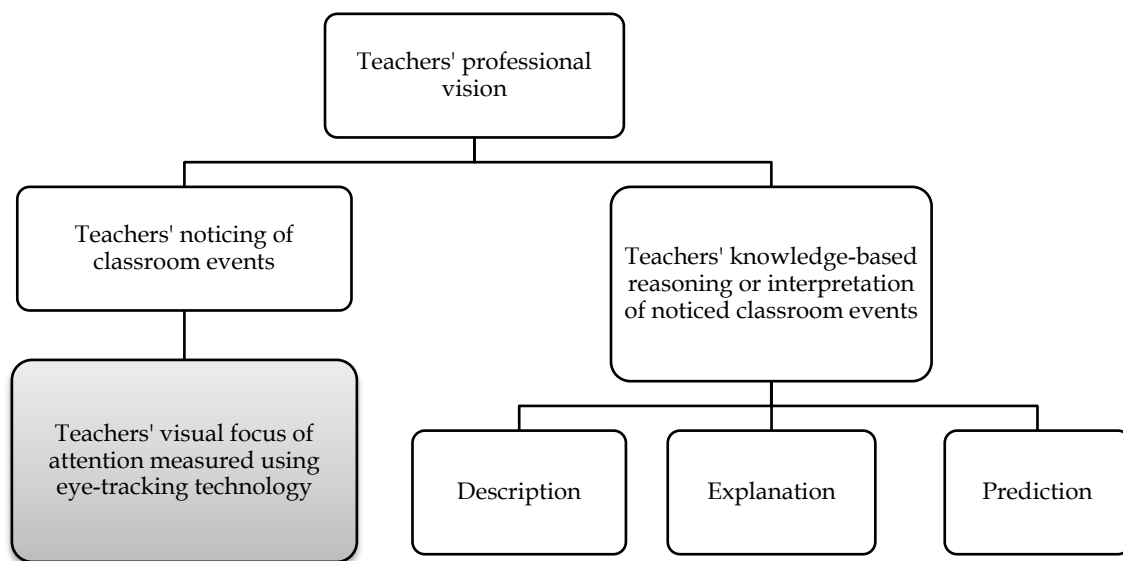 Teachers' professional
vision
Teachers' noticing of
classroom events
Teachers' knowledge-based
reasoning or interpretation
of noticed classroom events
Teachers' visual focus of
attention measured using
eye-tracking technology
Description
Explanation
Prediction